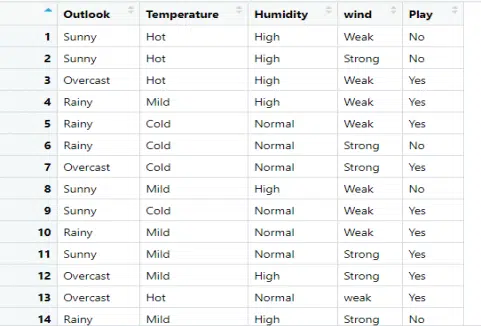 Outlook Temperature Humidity wind Play
1 Sunny Hot High Weak No
2 Sunny Hot High Strong No
3 Overcast Hot High Weak Yes
4 Rainy Mild High Weak Yes
5 Rainy Cold Normal Weak Yes
6 Rainy Cold Normal Strong No
7 Overcast Cold Normal Strong Yes
8 Sunny Mild High Weak No
9 Sunny Cold Normal Weak Yes
10 Rainy Mild Normal Weak Yes
11 Sunny Mild Normal Strong Yes
12 Overcast Mild High Strong Yes
13 Overcast Hot Normal weak Yes
14 Rainy Mild High Strong No